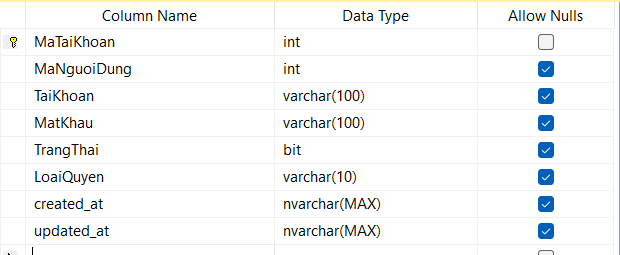 Column Name Data Type Allow Nulls
MaTaiKhoan int
MaNguoiDung int
TaiKhoan varchar(100)
MatKhau varchar(100)
TrangThai bit
LoaiQuyen varchar(10)
created_at nvarchar(MAX)
updated_at nvarchar(MAX)